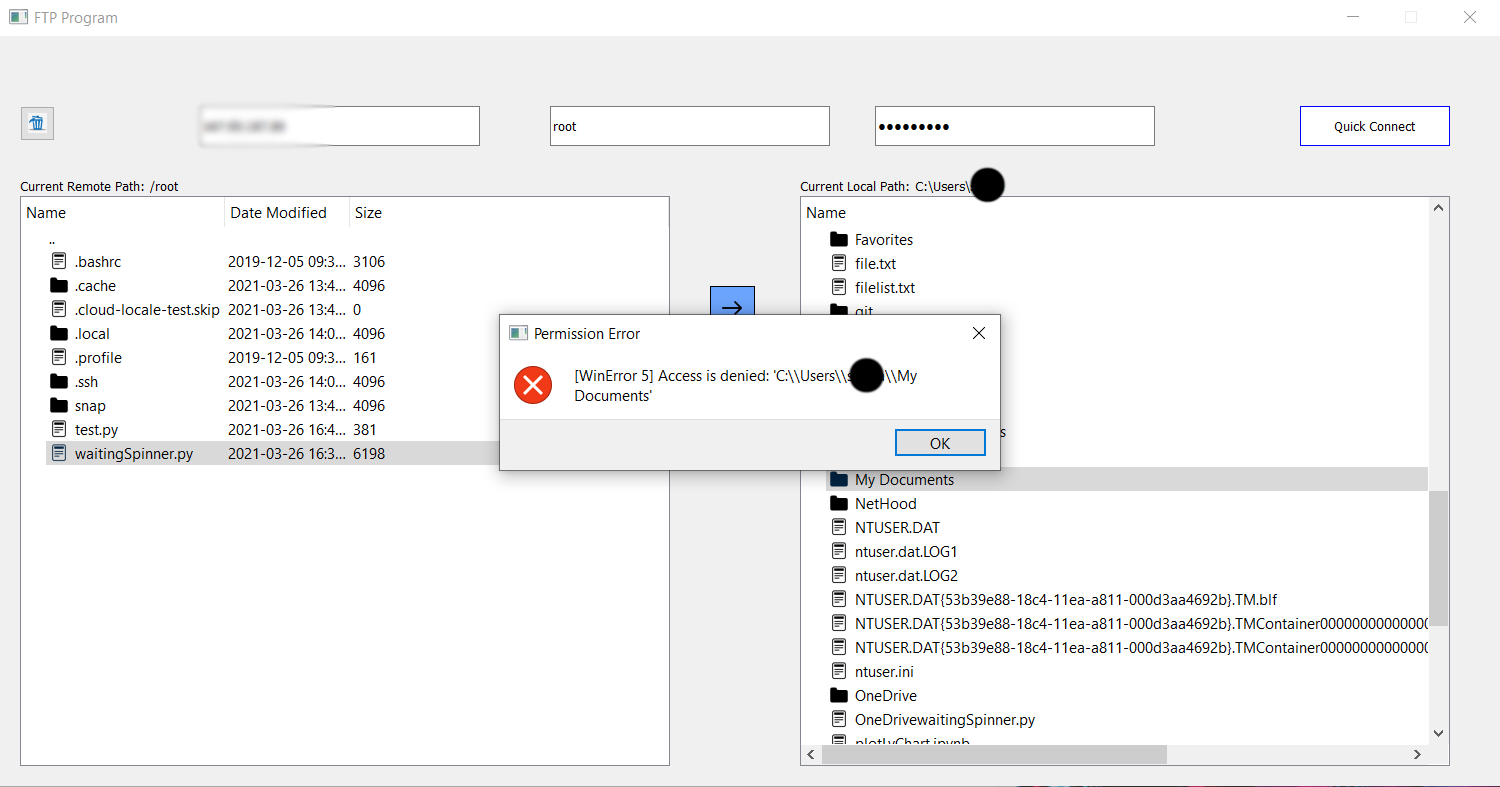 FTP Program
root
•••••••••
Quick Connect
Current Remote Path: /root
Current Local Path: C:\Users\
Name Date Modified Size
..
.bashrc 2019-12-05 09:3... 3106
.cache 2021-03-26 13:4... 4096
.cloud-locale-test.skip 2021-03-26 13:4... 0
.local 2021-03-26 14:0... 4096
.profile 2019-12-05 09:3... 161
.ssh 2021-03-26 14:0... 4096
snap 2021-03-26 13:4... 4096
test.py 2021-03-26 16:4... 381
waitingSpinner.py 2021-03-26 16:3... 6198
→
Name
Favorites
file.txt
filelist.txt
git
Permission Error
[WinError 5] Access is denied: 'C:\\Users\\s \\My
Documents'
OK
s
My Documents
NetHood
NTUSER.DAT
ntuser.dat.LOG1
ntuser.dat.LOG2
NTUSER.DAT{53b39e88-18c4-11ea-a811-000d3aa4692b}.TM.blf
NTUSER.DAT{53b39e88-18c4-11ea-a811-000d3aa4692b}.TMContainer00000000000000
NTUSER.DAT{53b39e88-18c4-11ea-a811-000d3aa4692b}.TMContainer00000000000000
ntuser.ini
OneDrive
OneDrivewaitingSpinner.py
plotLyChart.ipynb